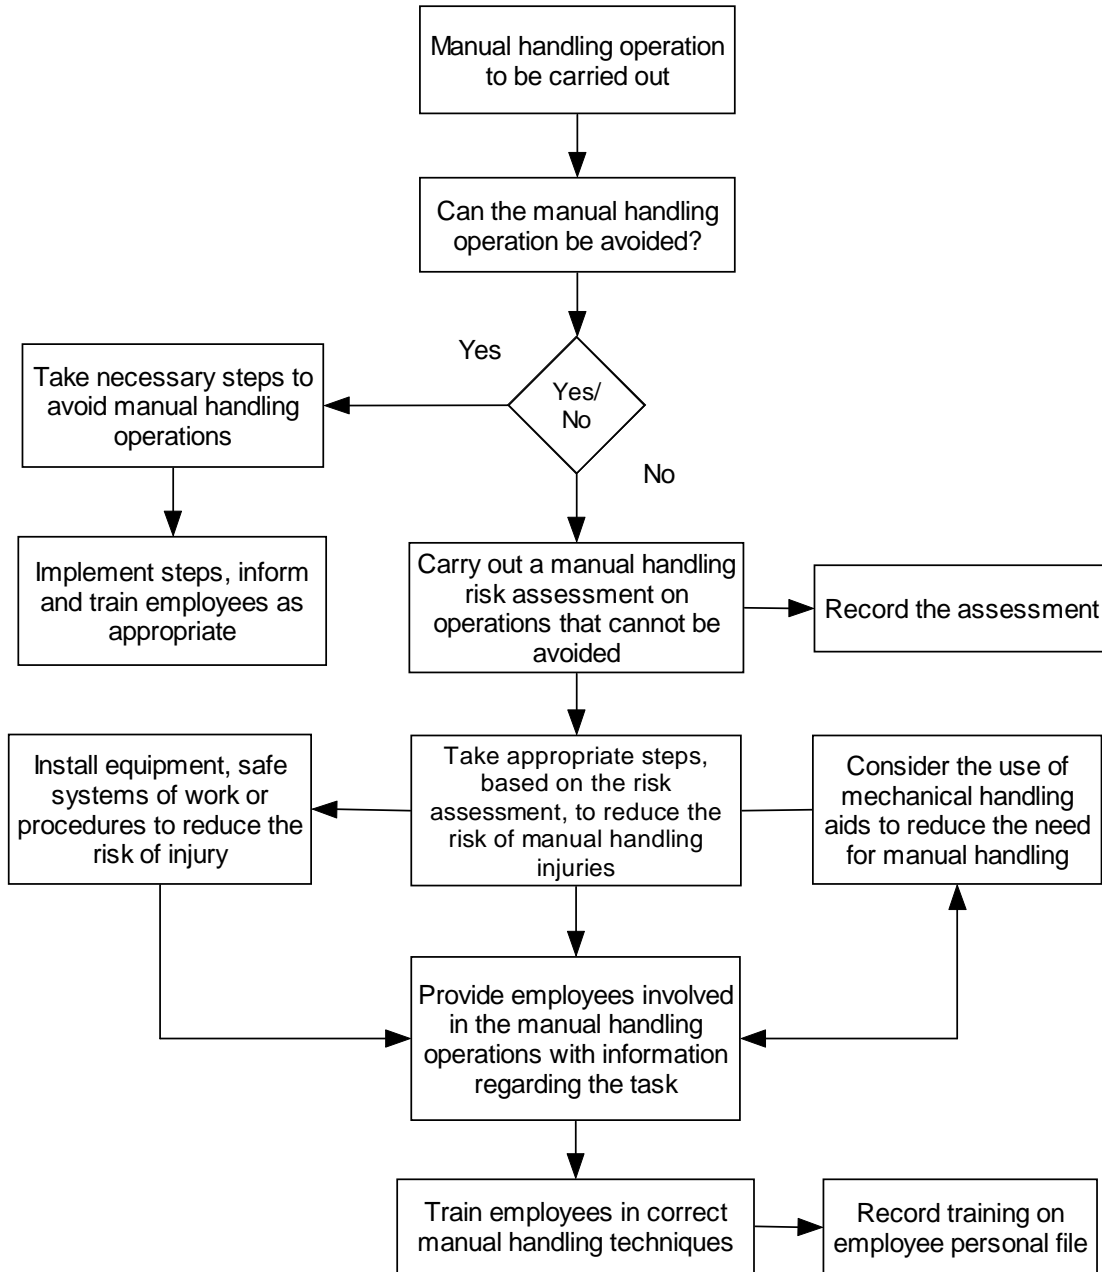 Manual handling operation
to be carried out
Can the manual handling
operation be avoided?
Yes
Yes/
No
No
Take necessary steps to
avoid manual handling
operations
Implement steps, inform
and train employees as
appropriate
Carry out a manual handling
risk assessment on
operations that cannot be
avoided
Record the assessment
Install equipment, safe
systems of work or
procedures to reduce the
risk of injury
Take appropriate steps,
based on the risk
assessment, to reduce the
risk of manual handling
injuries
Consider the use of
mechanical handling
aids to reduce the need
for manual handling
Provide employees involved
in the manual handling
operations with information
regarding the task
Train employees in correct
manual handling techniques
Record training on
employee personal file